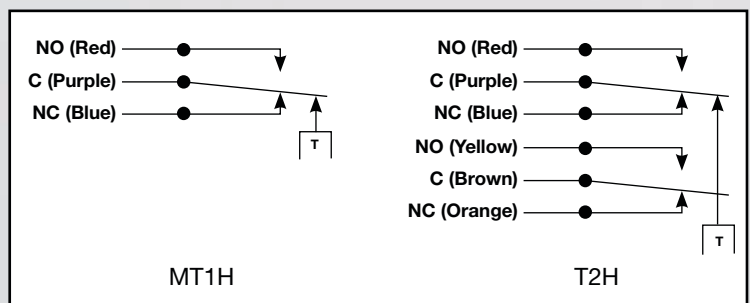 NO (Red)
C (Purple)
NC (Blue)
T
MT1H
NO (Red)
C (Purple)
NC (Blue)
NO (Yellow)
C (Brown)
NC (Orange)
T
T2H